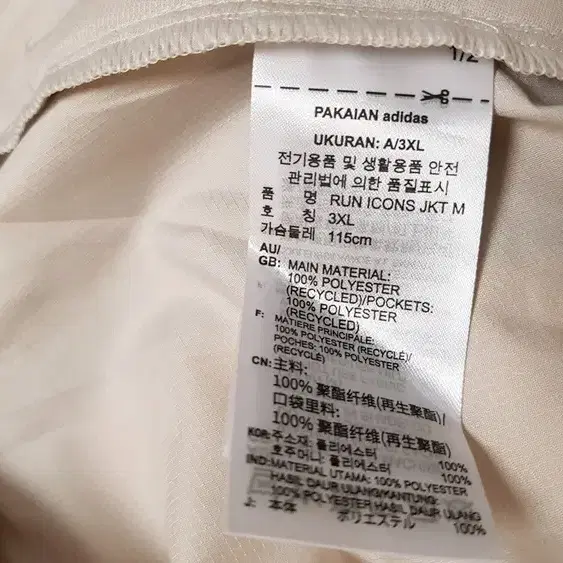 1/2
PAKAIAN adidas
UKURAN: A/3XL
전기용품 및 생활용품 안전
관리법에 의한 품질표시
품 명 RUN ICONS JKT M
호 칭 3XL
가슴둘레 115cm
AU/
GB: MAIN MATERIAL:
100% POLYESTER
(RECYCLED)/POCKETS:
100% POLYESTER
(RECYCLED)
F: MATIERE PRINCIPALE:
100% POLYESTER (RECYCLÉ)/
POCHES: 100% POLYESTER
(RECYCLÉ)
CN: 主料:
100% 聚酯纤维(再生聚酯)/
口袋里料:
100% 聚酯纤维(再生聚酯)
KOR: 주소재: 폴리에스터 100%
호주머니: 폴리에스터 100%
IND: MATERIAL UTAMA: 100% POLYESTER
HASIL DAUR ULANG/KANTUNG:
100% POLYESTER HASIL DAUR ULANG
本体 ポリエステル 100%